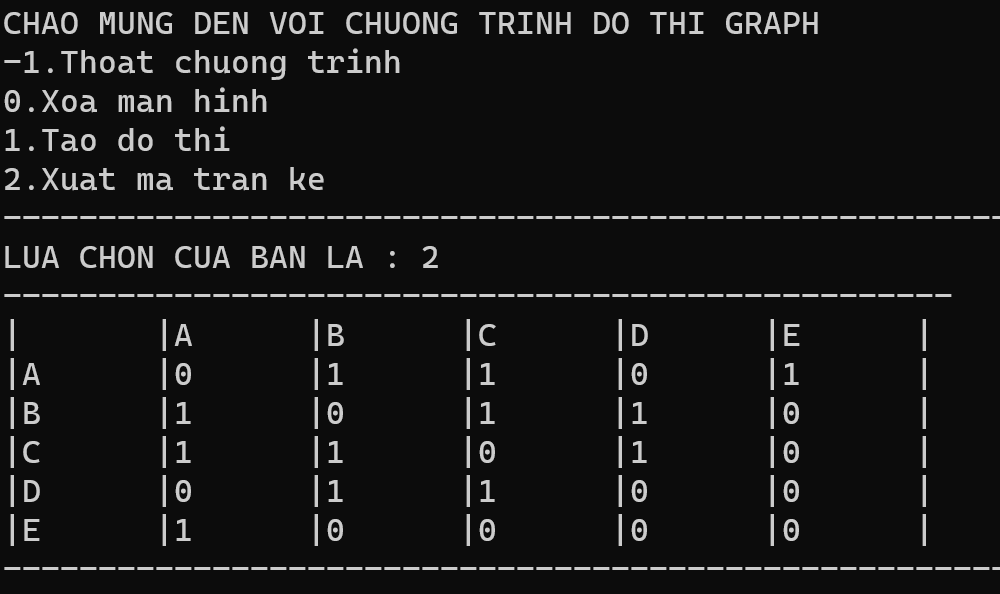 CHAO MUNG DEN VOI CHUONG TRINH DO THI GRAPH
-1.Thoat chuong trinh
0.Xoa man hinh
1.Tao do thi
2.Xuat ma tran ke
-----------------------------------------------------
LUA CHON CUA BAN LA : 2
--------------------------------------------------
|       |A      |B      |C      |D      |E      |
|A      |0      |1      |1      |0      |1      |
|B      |1      |0      |1      |1      |0      |
|C      |1      |1      |0      |1      |0      |
|D      |0      |1      |1      |0      |0      |
|E      |1      |0      |0      |0      |0      |
-----------------------------------------------------